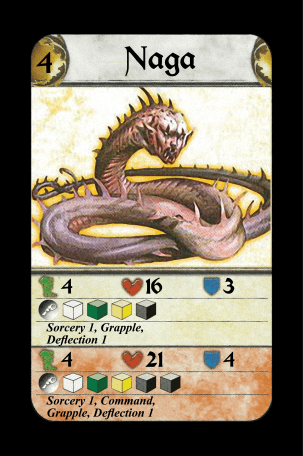 4 Naga
4 16 3
Sorcery 1, Grapple,
Deflection 1
4 21 4
Sorcery 1, Command,
Grapple, Deflection 1